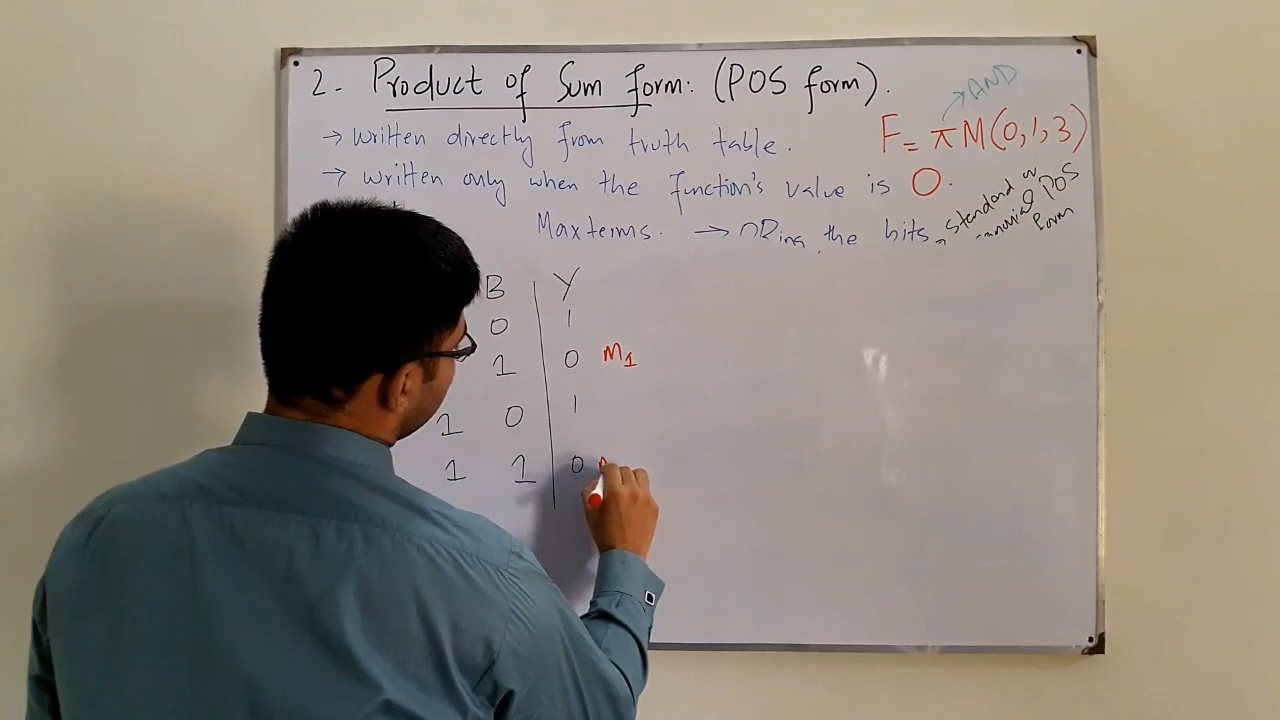 2. Product of Sum form: (POS form).
→AND
→ written directly from truth table.
F = π M(0,1,3)
→ written only when the function's value is 0.
Maxterms. → ORing the bits.
standard or
POS
form
B Y
0 1
1 0 M1
1 0 1
1 1 0